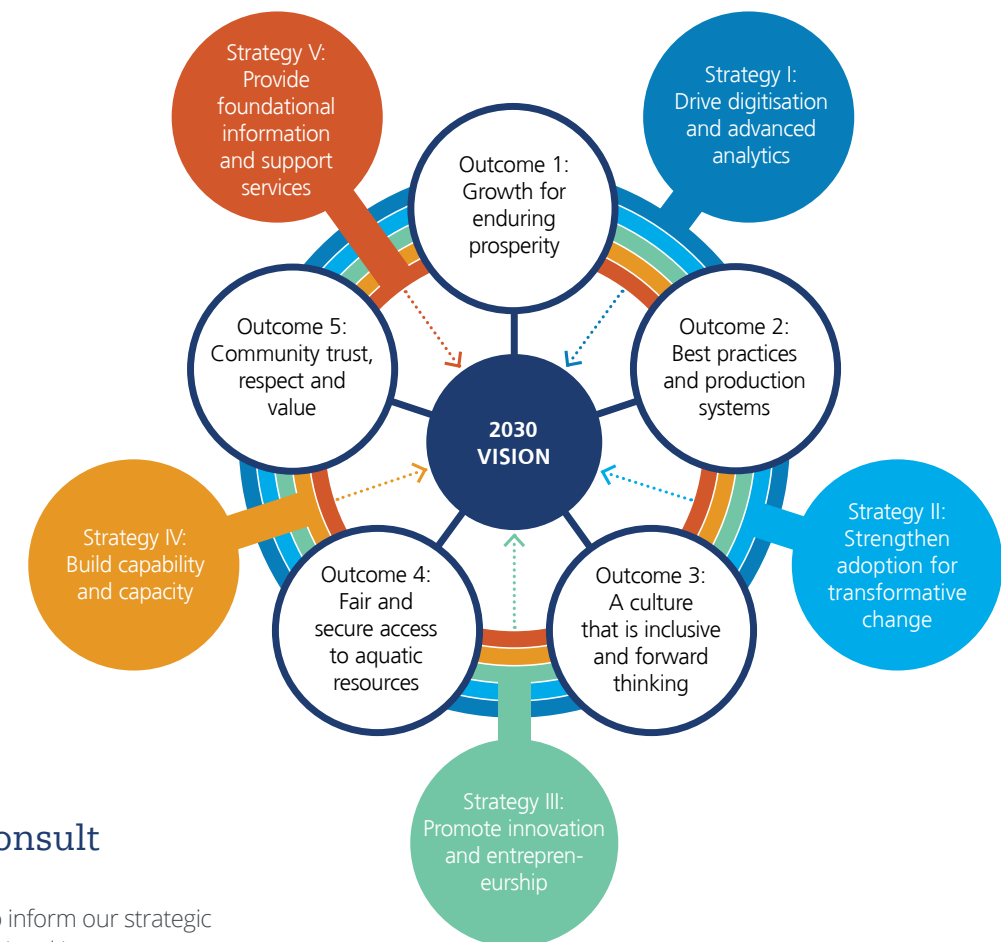 Strategy V:
Provide
foundational
information
and support
services
Strategy I:
Drive digitisation
and advanced
analytics
Outcome 1:
Growth for
enduring
prosperity
Outcome 5:
Community trust,
respect and
value
Outcome 2:
Best practices
and production
systems
2030
VISION
Strategy IV:
Build capability
and capacity
Strategy II:
Strengthen
adoption for
transformative
change
Outcome 4:
Fair and
secure access
to aquatic
resources
Outcome 3:
A culture
that is inclusive
and forward
thinking
Strategy III:
Promote innovation
and entrepren-
eurship
onsult
o inform our strategic